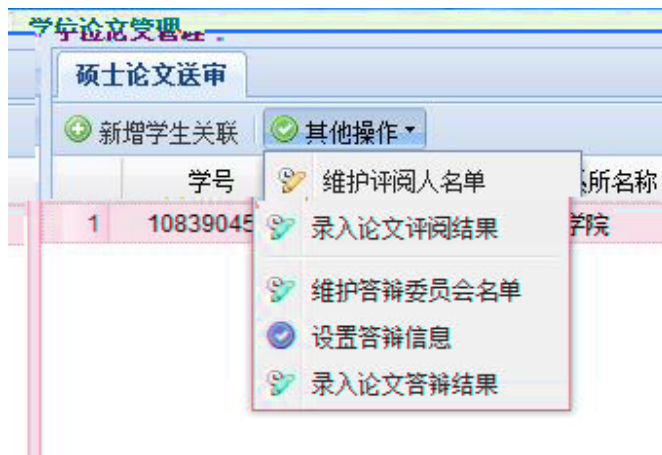 学位论文管理
硕士论文送审
新增学生关联 其他操作
学号 所名称
维护评阅人名单
1 10839045 学院
录入论文评阅结果
维护答辩委员会名单
设置答辩信息
录入论文答辩结果